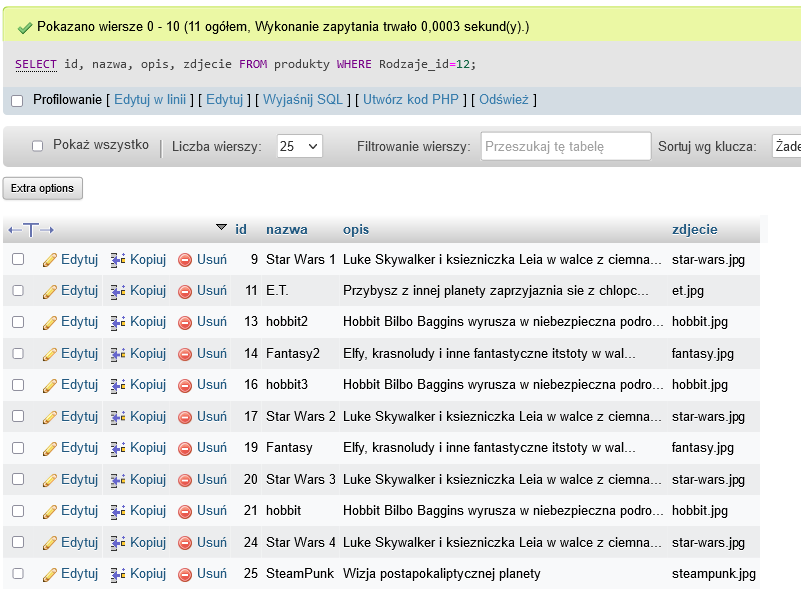 Pokazano wiersze 0 - 10 (11 ogółem, Wykonanie zapytania trwało 0,0003 sekund(y).)
SELECT id, nazwa, opis, zdjecie FROM produkty WHERE Rodzaje_id=12;
Profilowanie [ Edytuj w linii ] [ Edytuj ] [ Wyjaśnij SQL ] [ Utwórz kod PHP ] [ Odśwież ]
Pokaż wszystko | Liczba wierszy: 25 Filtrowanie wierszy: Przeszukaj tę tabelę Sortuj wg klucza: Żade
Extra options
←T→ id nazwa opis zdjecie
Edytuj Kopiuj Usuń 9 Star Wars 1 Luke Skywalker i ksiezniczka Leia w walce z ciemna... star-wars.jpg
Edytuj Kopiuj Usuń 11 E.T. Przybysz z innej planety zaprzyjaznia sie z chlopc... et.jpg
Edytuj Kopiuj Usuń 13 hobbit2 Hobbit Bilbo Baggins wyrusza w niebezpieczna podro... hobbit.jpg
Edytuj Kopiuj Usuń 14 Fantasy2 Elfy, krasnoludy i inne fantastyczne itstoty w wal... fantasy.jpg
Edytuj Kopiuj Usuń 16 hobbit3 Hobbit Bilbo Baggins wyrusza w niebezpieczna podro... hobbit.jpg
Edytuj Kopiuj Usuń 17 Star Wars 2 Luke Skywalker i ksiezniczka Leia w walce z ciemna... star-wars.jpg
Edytuj Kopiuj Usuń 19 Fantasy Elfy, krasnoludy i inne fantastyczne itstoty w wal... fantasy.jpg
Edytuj Kopiuj Usuń 20 Star Wars 3 Luke Skywalker i ksiezniczka Leia w walce z ciemna... star-wars.jpg
Edytuj Kopiuj Usuń 21 hobbit Hobbit Bilbo Baggins wyrusza w niebezpieczna podro... hobbit.jpg
Edytuj Kopiuj Usuń 24 Star Wars 4 Luke Skywalker i ksiezniczka Leia w walce z ciemna... star-wars.jpg
Edytuj Kopiuj Usuń 25 SteamPunk Wizja postapokaliptycznej planety steampunk.jpg